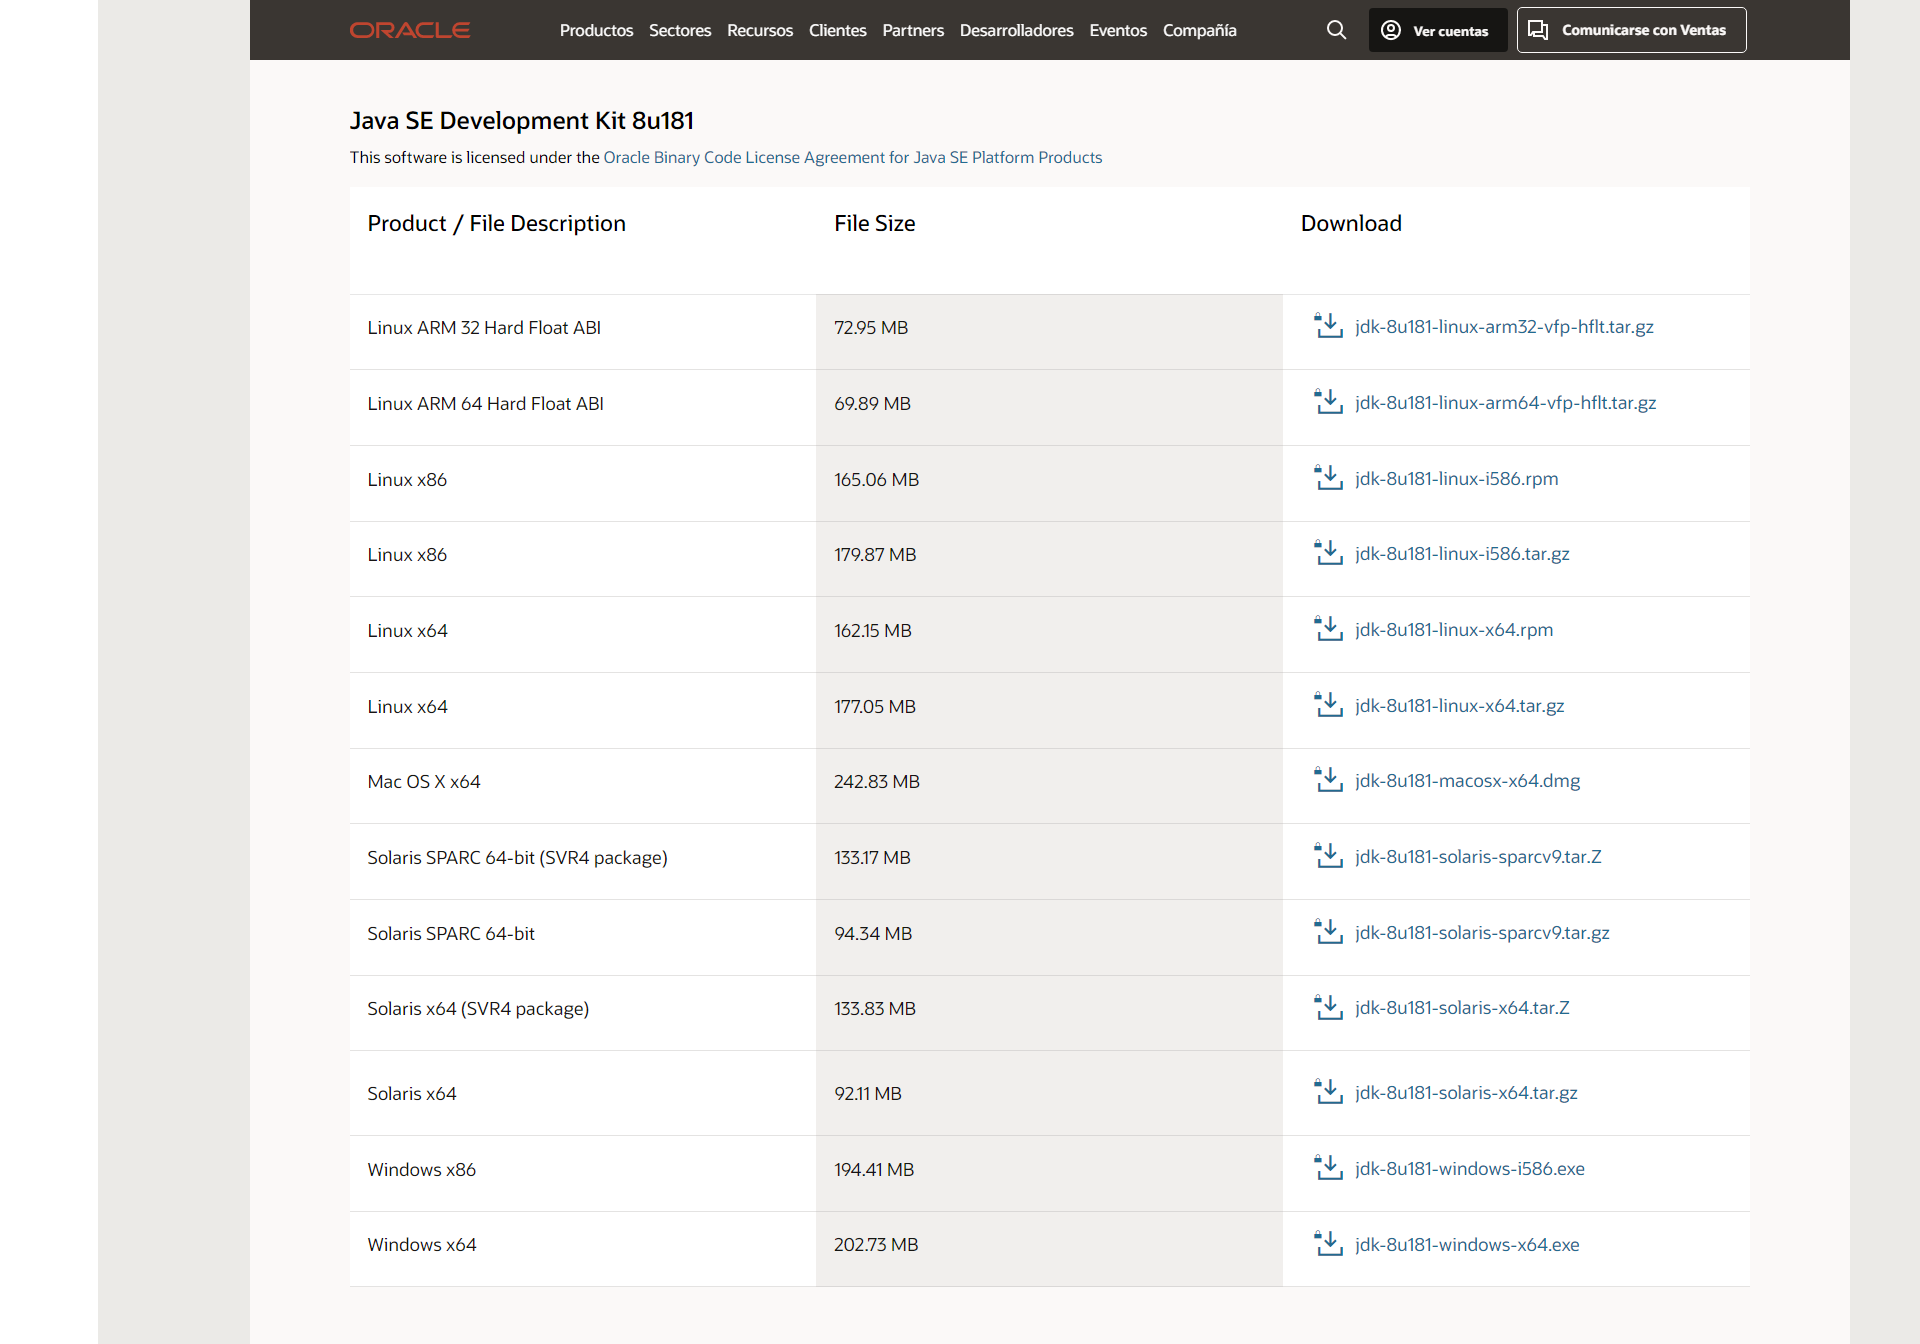 ORACLE Productos Sectores Recursos Clientes Partners Desarrolladores Eventos Compañía Ver cuentas Comunicarse con Ventas
Java SE Development Kit 8u181
This software is licensed under the Oracle Binary Code License Agreement for Java SE Platform Products
Product / File Description File Size Download
Linux ARM 32 Hard Float ABI 72.95 MB jdk-8u181-linux-arm32-vfp-hflt.tar.gz
Linux ARM 64 Hard Float ABI 69.89 MB jdk-8u181-linux-arm64-vfp-hflt.tar.gz
Linux x86 165.06 MB jdk-8u181-linux-i586.rpm
Linux x86 179.87 MB jdk-8u181-linux-i586.tar.gz
Linux x64 162.15 MB jdk-8u181-linux-x64.rpm
Linux x64 177.05 MB jdk-8u181-linux-x64.tar.gz
Mac OS X x64 242.83 MB jdk-8u181-macosx-x64.dmg
Solaris SPARC 64-bit (SVR4 package) 133.17 MB jdk-8u181-solaris-sparcv9.tar.Z
Solaris SPARC 64-bit 94.34 MB jdk-8u181-solaris-sparcv9.tar.gz
Solaris x64 (SVR4 package) 133.83 MB jdk-8u181-solaris-x64.tar.Z
Solaris x64 92.11 MB jdk-8u181-solaris-x64.tar.gz
Windows x86 194.41 MB jdk-8u181-windows-i586.exe
Windows x64 202.73 MB jdk-8u181-windows-x64.exe